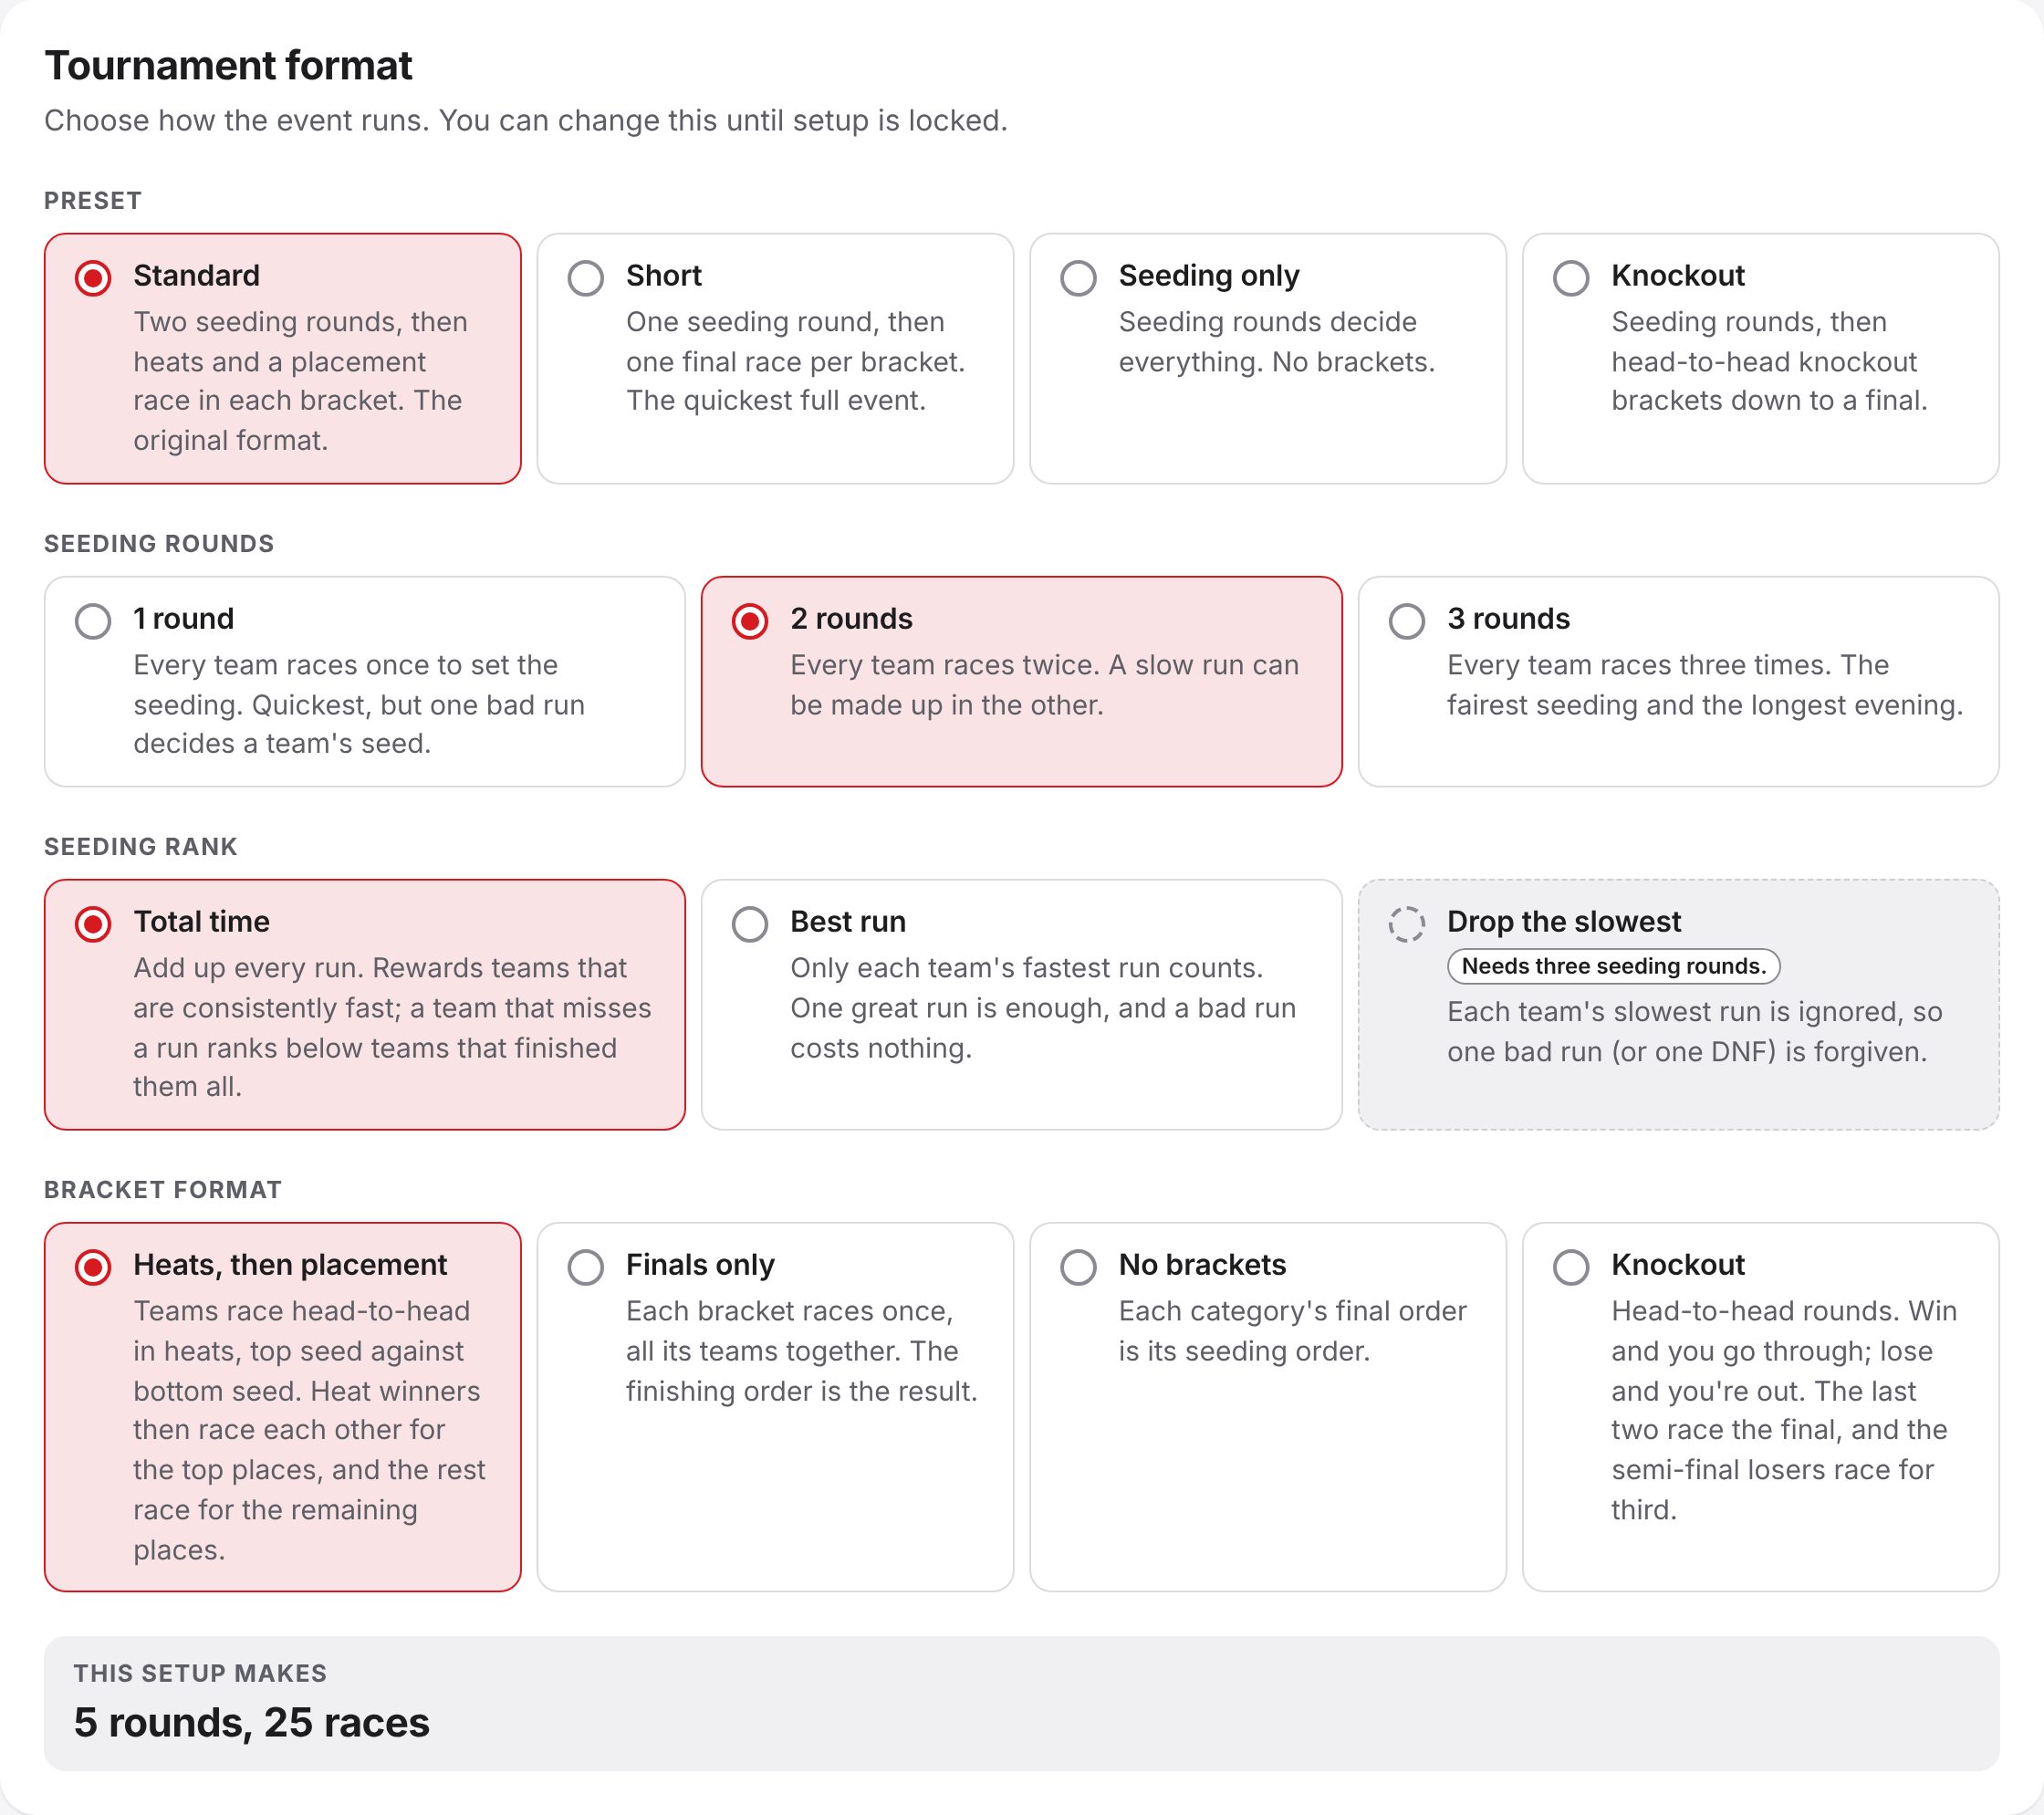 Tournament format
Choose how the event runs. You can change this until setup is locked.
PRESET
Standard
Two seeding rounds, then
heats and a placement
race in each bracket. The
original format.
Short
One seeding round, then
one final race per bracket.
The quickest full event.
Seeding only
Seeding rounds decide
everything. No brackets.
Knockout
Seeding rounds, then
head-to-head knockout
brackets down to a final.
SEEDING ROUNDS
1 round
Every team races once to set the
seeding. Quickest, but one bad run
decides a team's seed.
2 rounds
Every team races twice. A slow run can
be made up in the other.
3 rounds
Every team races three times. The
fairest seeding and the longest evening.
SEEDING RANK
Total time
Add up every run. Rewards teams that
are consistently fast; a team that misses
a run ranks below teams that finished
them all.
Best run
Only each team's fastest run counts.
One great run is enough, and a bad run
costs nothing.
Drop the slowest
Needs three seeding rounds.
Each team's slowest run is ignored, so
one bad run (or one DNF) is forgiven.
BRACKET FORMAT
Heats, then placement
Teams race head-to-head
in heats, top seed against
bottom seed. Heat winners
then race each other for
the top places, and the rest
race for the remaining
places.
Finals only
Each bracket races once,
all its teams together. The
finishing order is the result.
No brackets
Each category's final order
is its seeding order.
Knockout
Head-to-head rounds. Win
and you go through; lose
and you're out. The last
two race the final, and the
semi-final losers race for
third.
THIS SETUP MAKES
5 rounds, 25 races